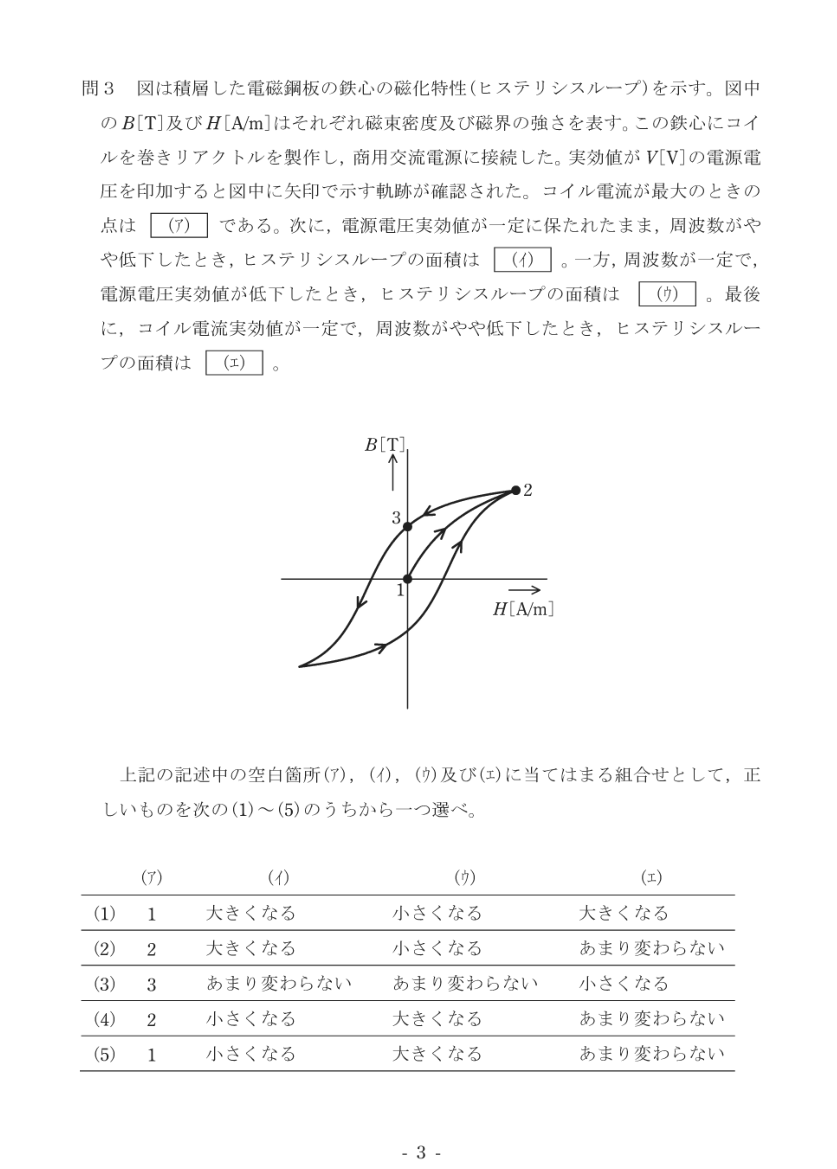 問3 図は積層した電磁鋼板の鉄心の磁化特性(ヒステリシスループ)を示す。図中
のB[T]及びH[A/m]はそれぞれ磁束密度及び磁界の強さを表す。この鉄心にコイ
ルを巻きリアクトルを製作し,商用交流電源に接続した。実効値がV[V]の電源電
圧を印加すると図中に矢印で示す軌跡が確認された。コイル電流が最大のときの
点は (ア) である。次に,電源電圧実効値が一定に保たれたまま,周波数がや
や低下したとき,ヒステリシスループの面積は (イ) 。一方,周波数が一定で,
電源電圧実効値が低下したとき,ヒステリシスループの面積は (ウ) 。最後
に,コイル電流実効値が一定で,周波数がやや低下したとき,ヒステリシスルー
プの面積は (エ) 。
B[T]
2
3
1
H[A/m]
上記の記述中の空白箇所(ア),(イ),(ウ)及び(エ)に当てはまる組合せとして,正
しいものを次の(1)~(5)のうちから一つ選べ。
(ア) (イ) (ウ) (エ)
(1) 1 大きくなる 小さくなる 大きくなる
(2) 2 大きくなる 小さくなる あまり変わらない
(3) 3 あまり変わらない あまり変わらない 小さくなる
(4) 2 小さくなる 大きくなる あまり変わらない
(5) 1 小さくなる 大きくなる あまり変わらない
- 3 -